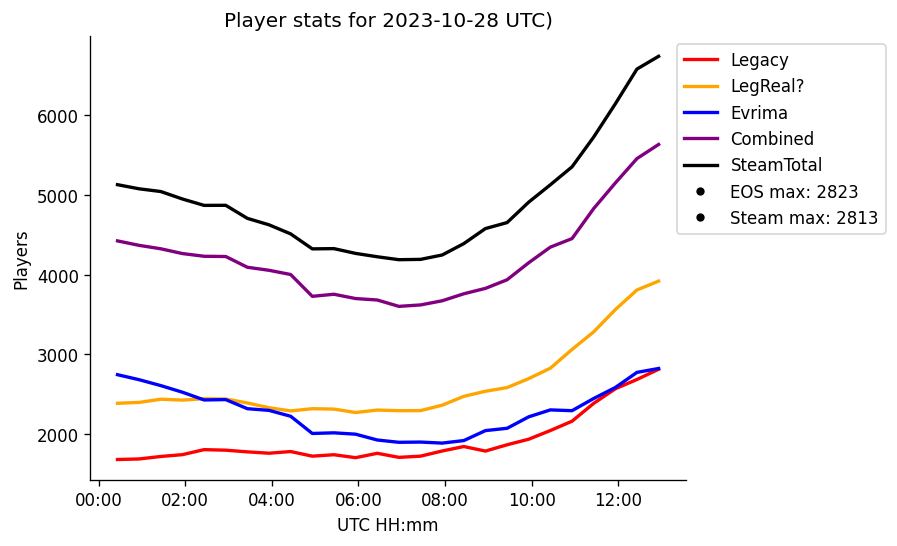 Player stats for 2023-10-28 UTC)
Legacy
LegReal?
Evrima
Combined
SteamTotal
EOS max: 2823
Steam max: 2813
Players
6000
5000
4000
3000
2000
00:00 02:00 04:00 06:00 08:00 10:00 12:00
UTC HH:mm